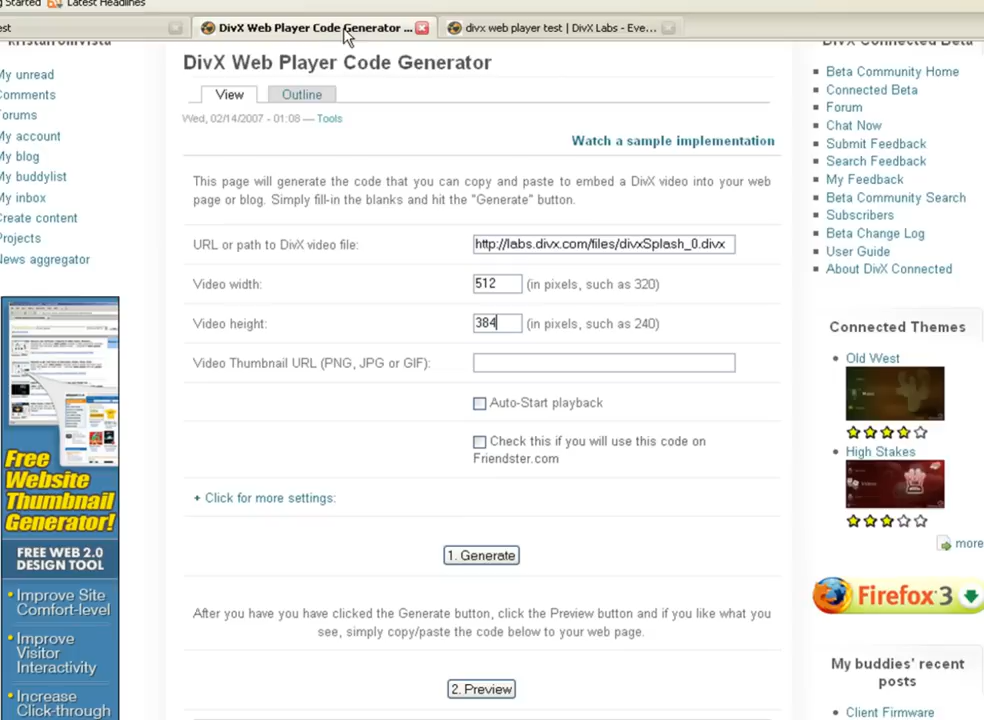 g Started
Latest Headlines
est
DivX Web Player Code Generator ...
divx web player test | DivX Labs - Eve...
kristalfromvista
My unread
Comments
Forums
My account
My blog
My buddylist
My inbox
Create content
Projects
News aggregator
Free
Website
Thumbnail
Generator!
FREE WEB 2.0
DESIGN TOOL
• Improve Site
Comfort-level
• Improve
Visitor
Interactivity
• Increase
Click-through
DivX Web Player Code Generator
View
Outline
Wed, 02/14/2007 - 01:08 — Tools
Watch a sample implementation
This page will generate the code that you can copy and paste to embed a DivX video into your web
page or blog. Simply fill-in the blanks and hit the "Generate" button.
URL or path to DivX video file:
http://labs.divx.com/files/divxSplash_0.divx
Video width:
512
(in pixels, such as 320)
Video height:
384
(in pixels, such as 240)
Video Thumbnail URL (PNG, JPG or GIF):
Auto-Start playback
Check this if you will use this code on
Friendster.com
+ Click for more settings:
1. Generate
After you have you have clicked the Generate button, click the Preview button and if you like what you
see, simply copy/paste the code below to your web page.
2. Preview
DivX Connected Beta
Beta Community Home
Connected Beta
Forum
Chat Now
Submit Feedback
Search Feedback
My Feedback
Beta Community Search
Subscribers
Beta Change Log
User Guide
About DivX Connected
Connected Themes
Old West
High Stakes
more
Firefox 3
My buddies' recent
posts
Client Firmware